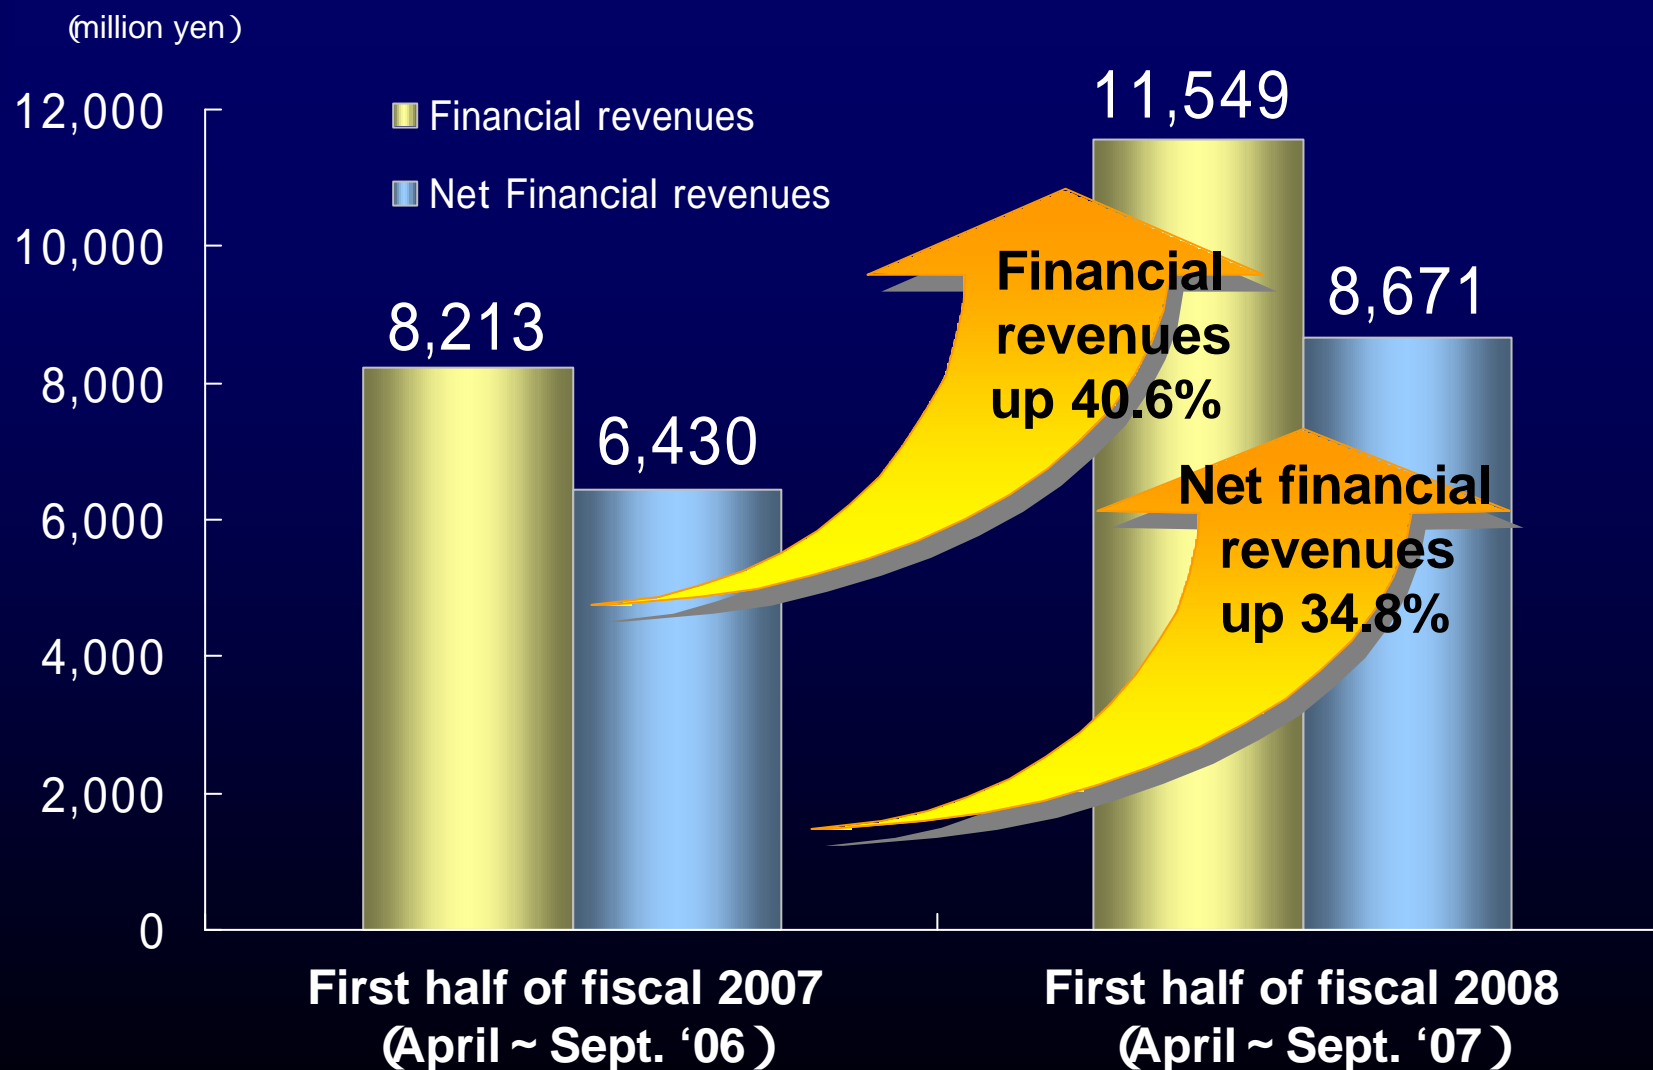 (million yen)
12,000
10,000
8,000
6,000
4,000
2,000
0
Financial revenues
Net Financial revenues
8,213
6,430
11,549
8,671
Financial
revenues
up 40.6%
Net financial
revenues
up 34.8%
First half of fiscal 2007
(April ~ Sept. ‘06)
First half of fiscal 2008
(April ~ Sept. ‘07)